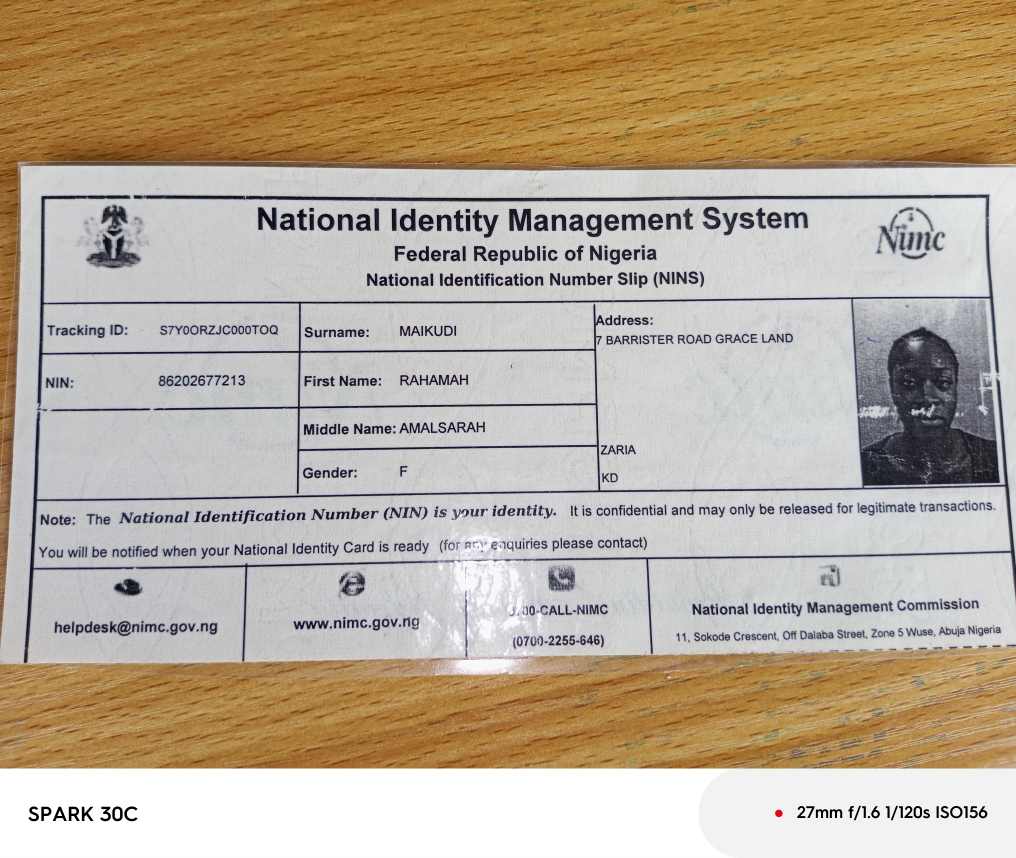 National Identity Management System
Federal Republic of Nigeria
National Identification Number Slip (NINS)
Nimc
Tracking ID: S7Y0ORZJC000TOQ
Surname: MAIKUDI
Address:
7 BARRISTER ROAD GRACE LAND
NIN: 86202677213
First Name: RAHAMAH
Middle Name: AMALSARAH
ZARIA
Gender: F
KD
Note: The National Identification Number (NIN) is your identity. It is confidential and may only be released for legitimate transactions.
You will be notified when your National Identity Card is ready (for any enquiries please contact)
helpdesk@nimc.gov.ng
www.nimc.gov.ng
0700-CALL-NIMC
(0700-2255-646)
National Identity Management Commission
11, Sokode Crescent, Off Dalaba Street, Zone 5 Wuse, Abuja Nigeria
SPARK 30C
27mm f/1.6 1/120s ISO156